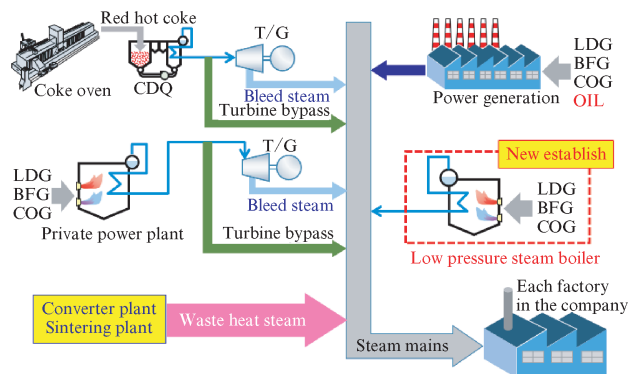 Red hot coke
T/G
Coke oven
CDQ
Bleed steam
Turbine bypass
LDG
BFG
COG
OIL
Power generation
T/G
LDG
BFG
COG
Private power plant
Bleed steam
Turbine bypass
New establish
LDG
BFG
COG
Low pressure steam boiler
Converter plant
Sintering plant
Waste heat steam
Steam mains
Each factory
in the company